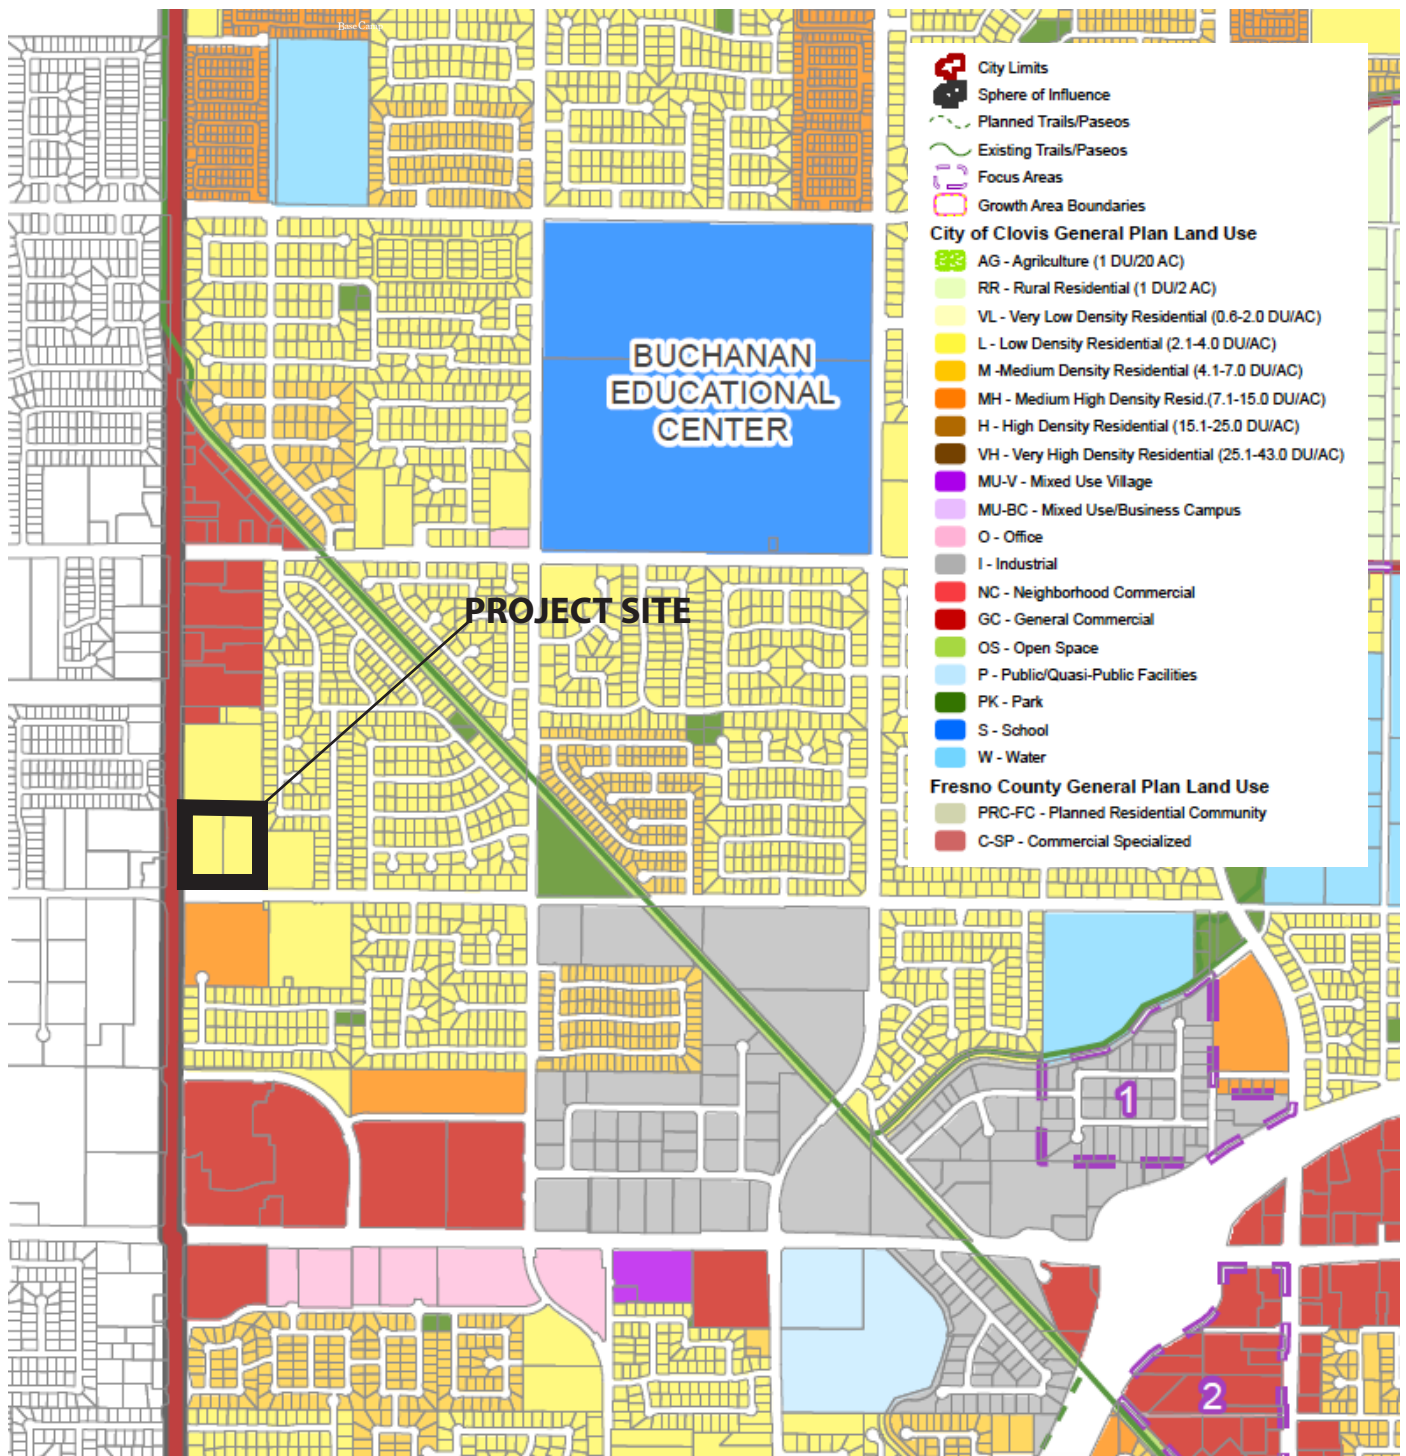 City Limits
Sphere of Influence
Planned Trails/Paseos
Existing Trails/Paseos
Focus Areas
Growth Area Boundaries
City of Clovis General Plan Land Use
AG - Agrilculture (1 DU/20 AC)
RR - Rural Residential (1 DU/2 AC)
VL - Very Low Density Residential (0.6-2.0 DU/AC)
L - Low Density Residential (2.1-4.0 DU/AC)
M -Medium Density Residential (4.1-7.0 DU/AC)
MH - Medium High Density Resid.(7.1-15.0 DU/AC)
H - High Density Residential (15.1-25.0 DU/AC)
VH - Very High Density Residential (25.1-43.0 DU/AC)
MU-V - Mixed Use Village
MU-BC - Mixed Use/Business Campus
O - Office
I - Industrial
NC - Neighborhood Commercial
GC - General Commercial
OS - Open Space
P - Public/Quasi-Public Facilities
PK - Park
S - School
W - Water
Fresno County General Plan Land Use
PRC-FC - Planned Residential Community
C-SP - Commercial Specialized
BUCHANAN
EDUCATIONAL
CENTER
PROJECT SITE
1
2